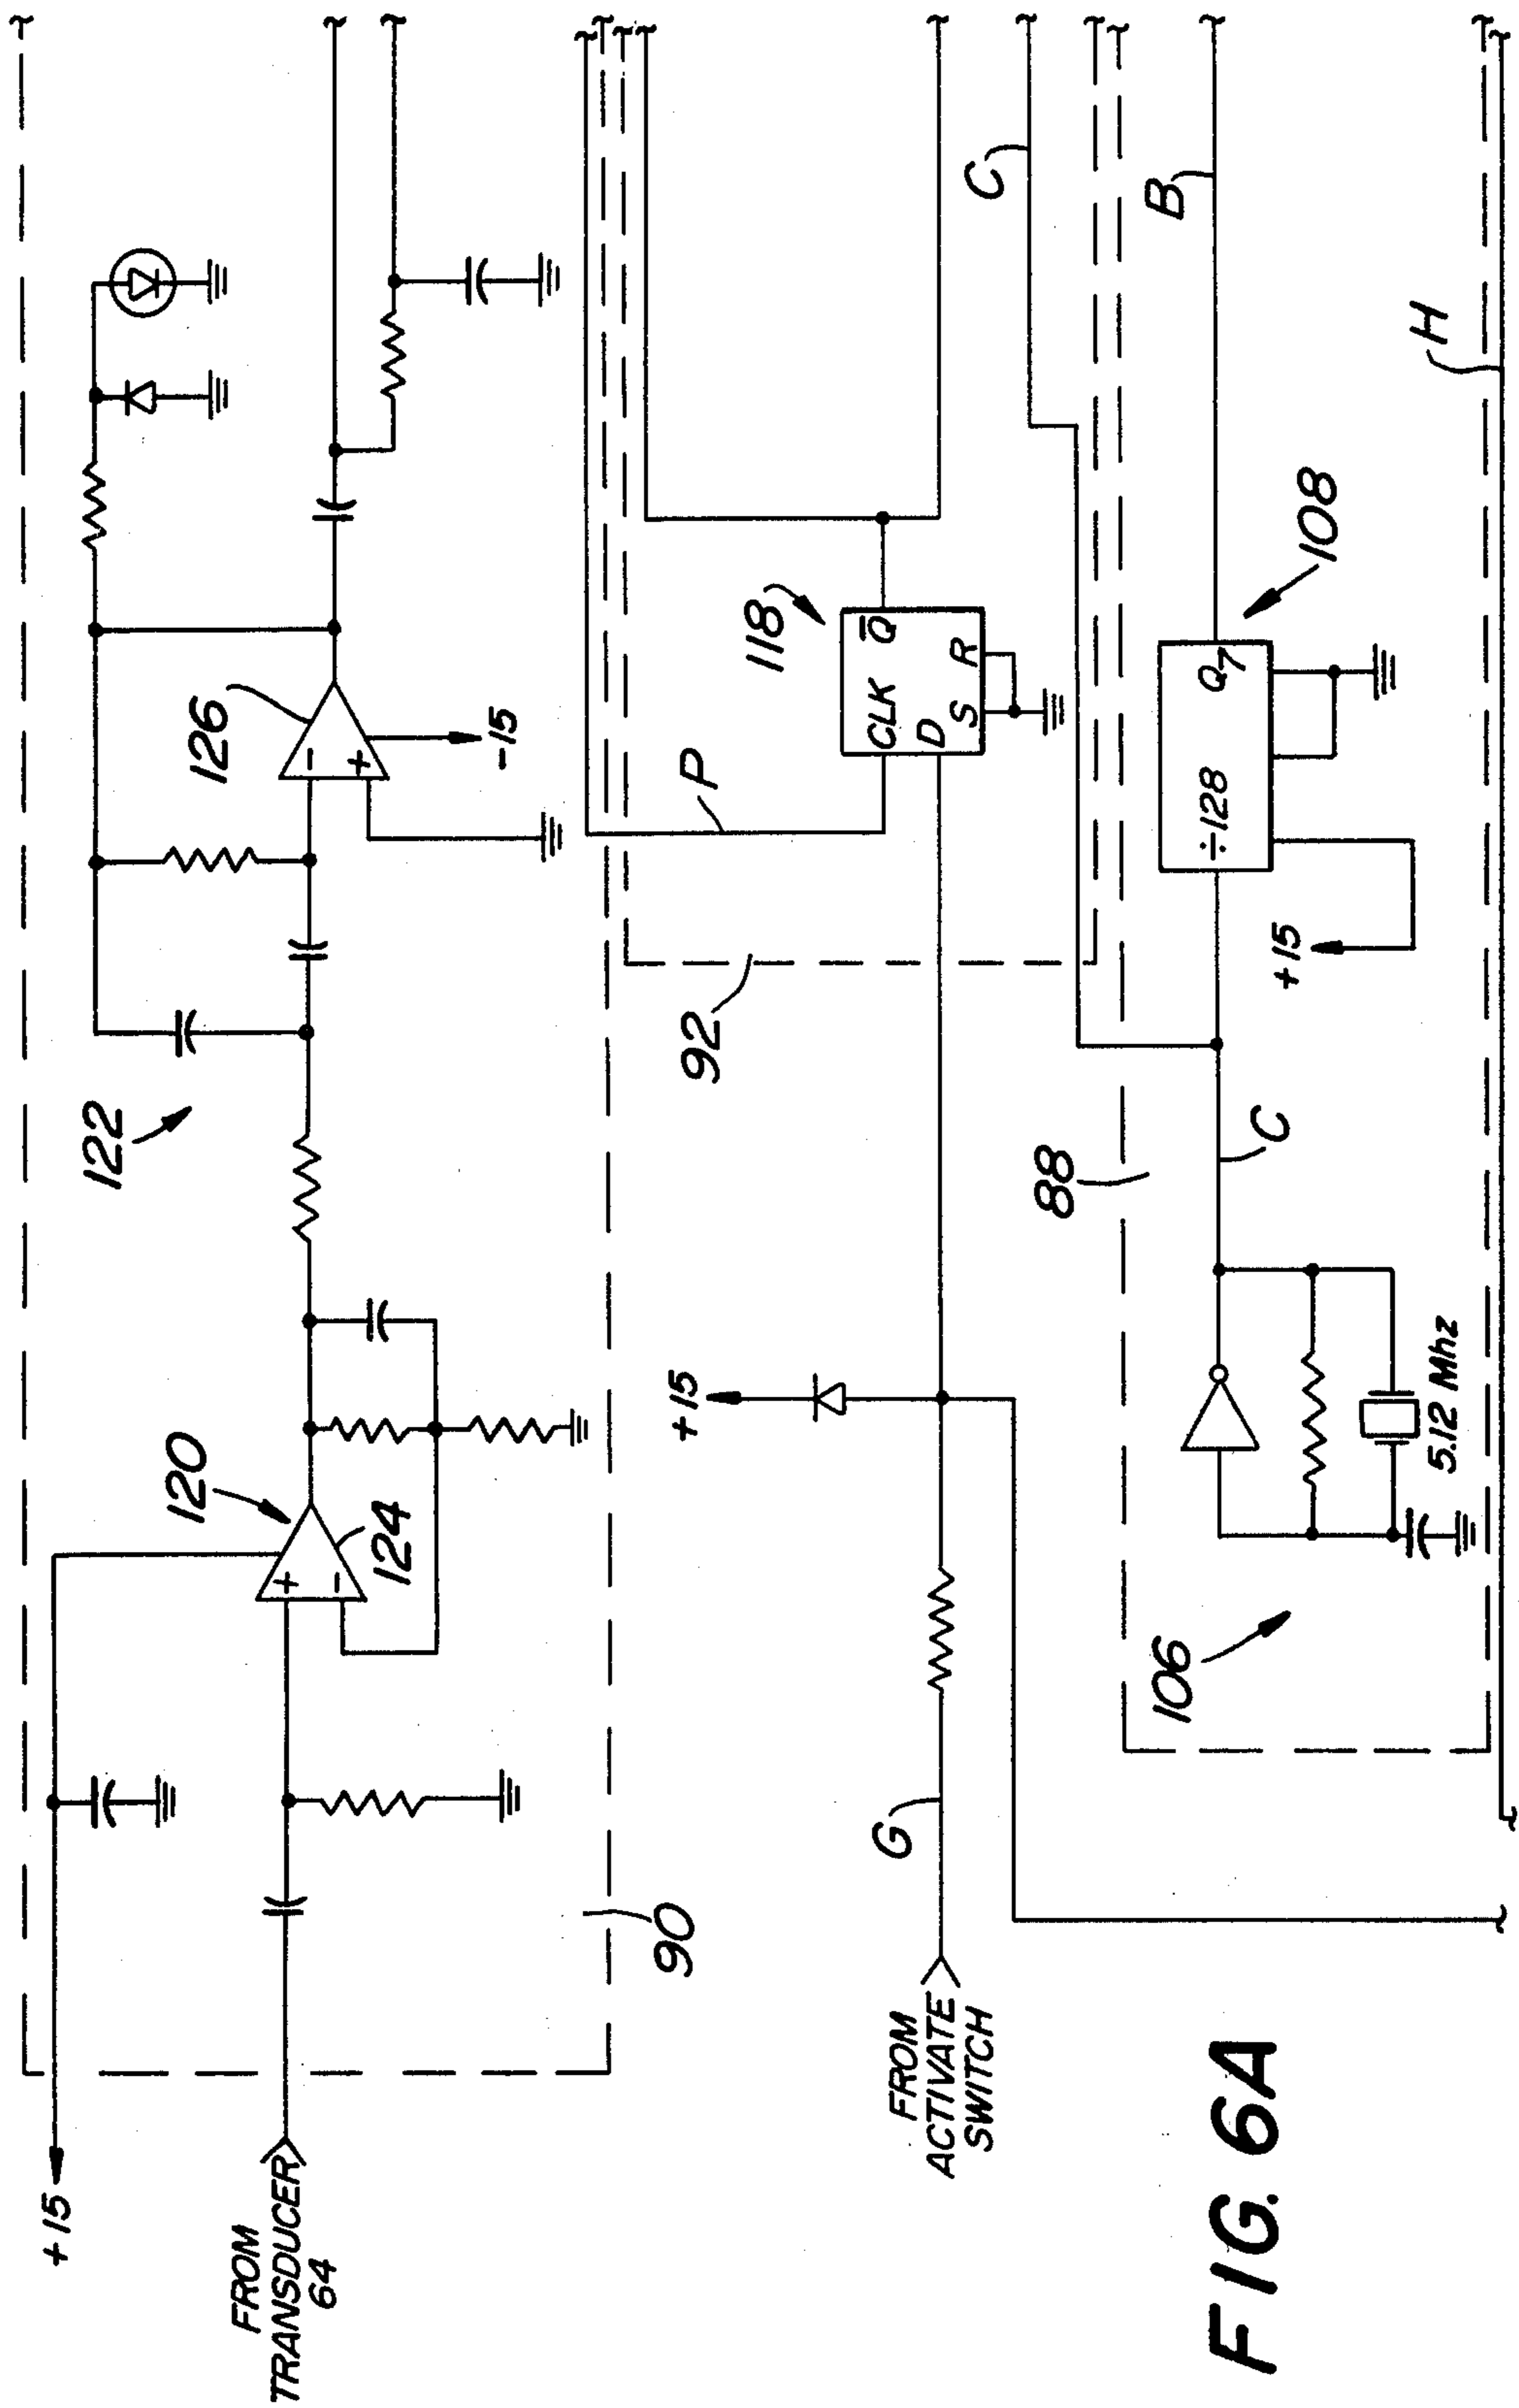 +15
FROM
TRANSDUCER
64
120
+
-
124
122
126
-
+
-15
90
92
P
118
CLK
Q̅
D
S
R
C
FROM
ACTIVATE
SWITCH
G
+15
88
106
5.12 Mhz
C
÷128
Q7
108
+15
B
H
FIG. 6A